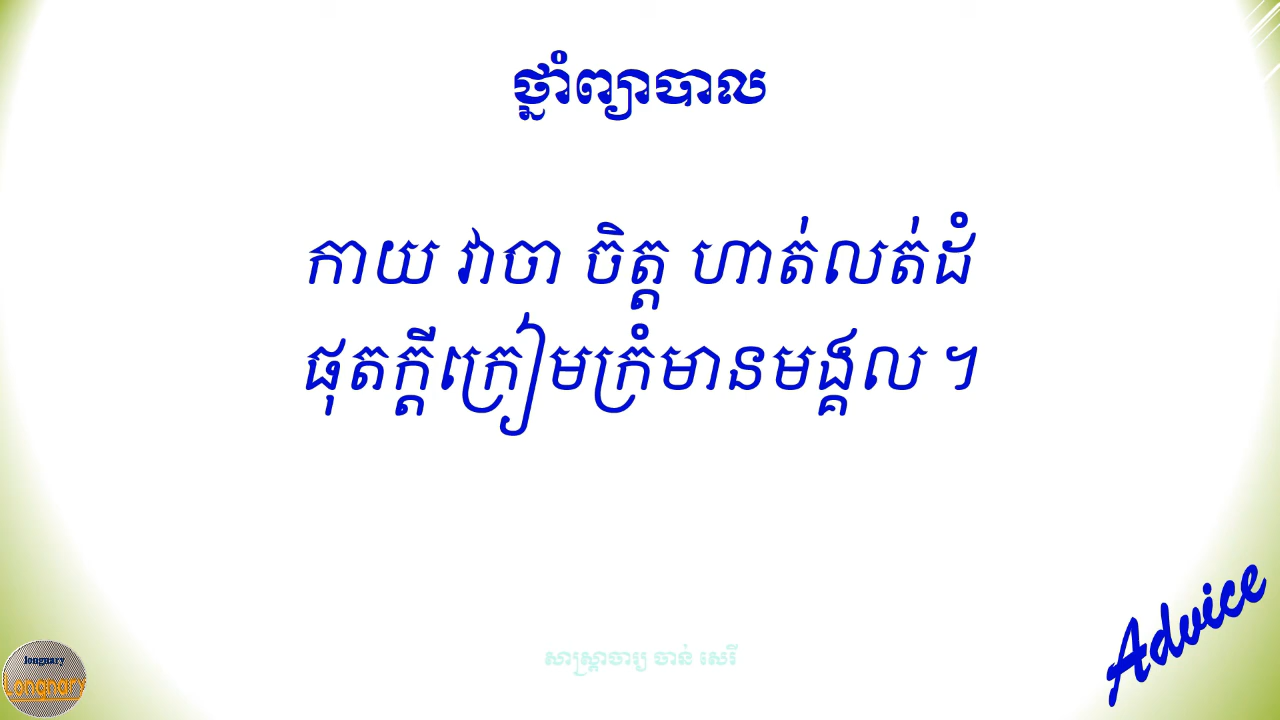 ថ្នាំព្យាបាល
កាយ វាចា ចិត្ត ហាត់លត់ដំ
ផុតក្តីក្រៀមក្រំមានមង្គល ។
Advice
សាស្ត្រាចារ្យ ចាន់ សេរី
longnary
Longnary